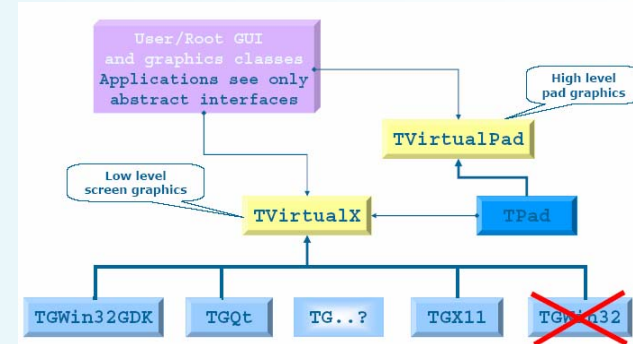 User/Root GUI
and graphics classes
Applications see only
abstract interfaces
High level
pad graphics
TVirtualPad
Low level
screen graphics
TVirtualX
TPad
TGWin32GDK
TGQt
TG..?
TGX11
TGWin32